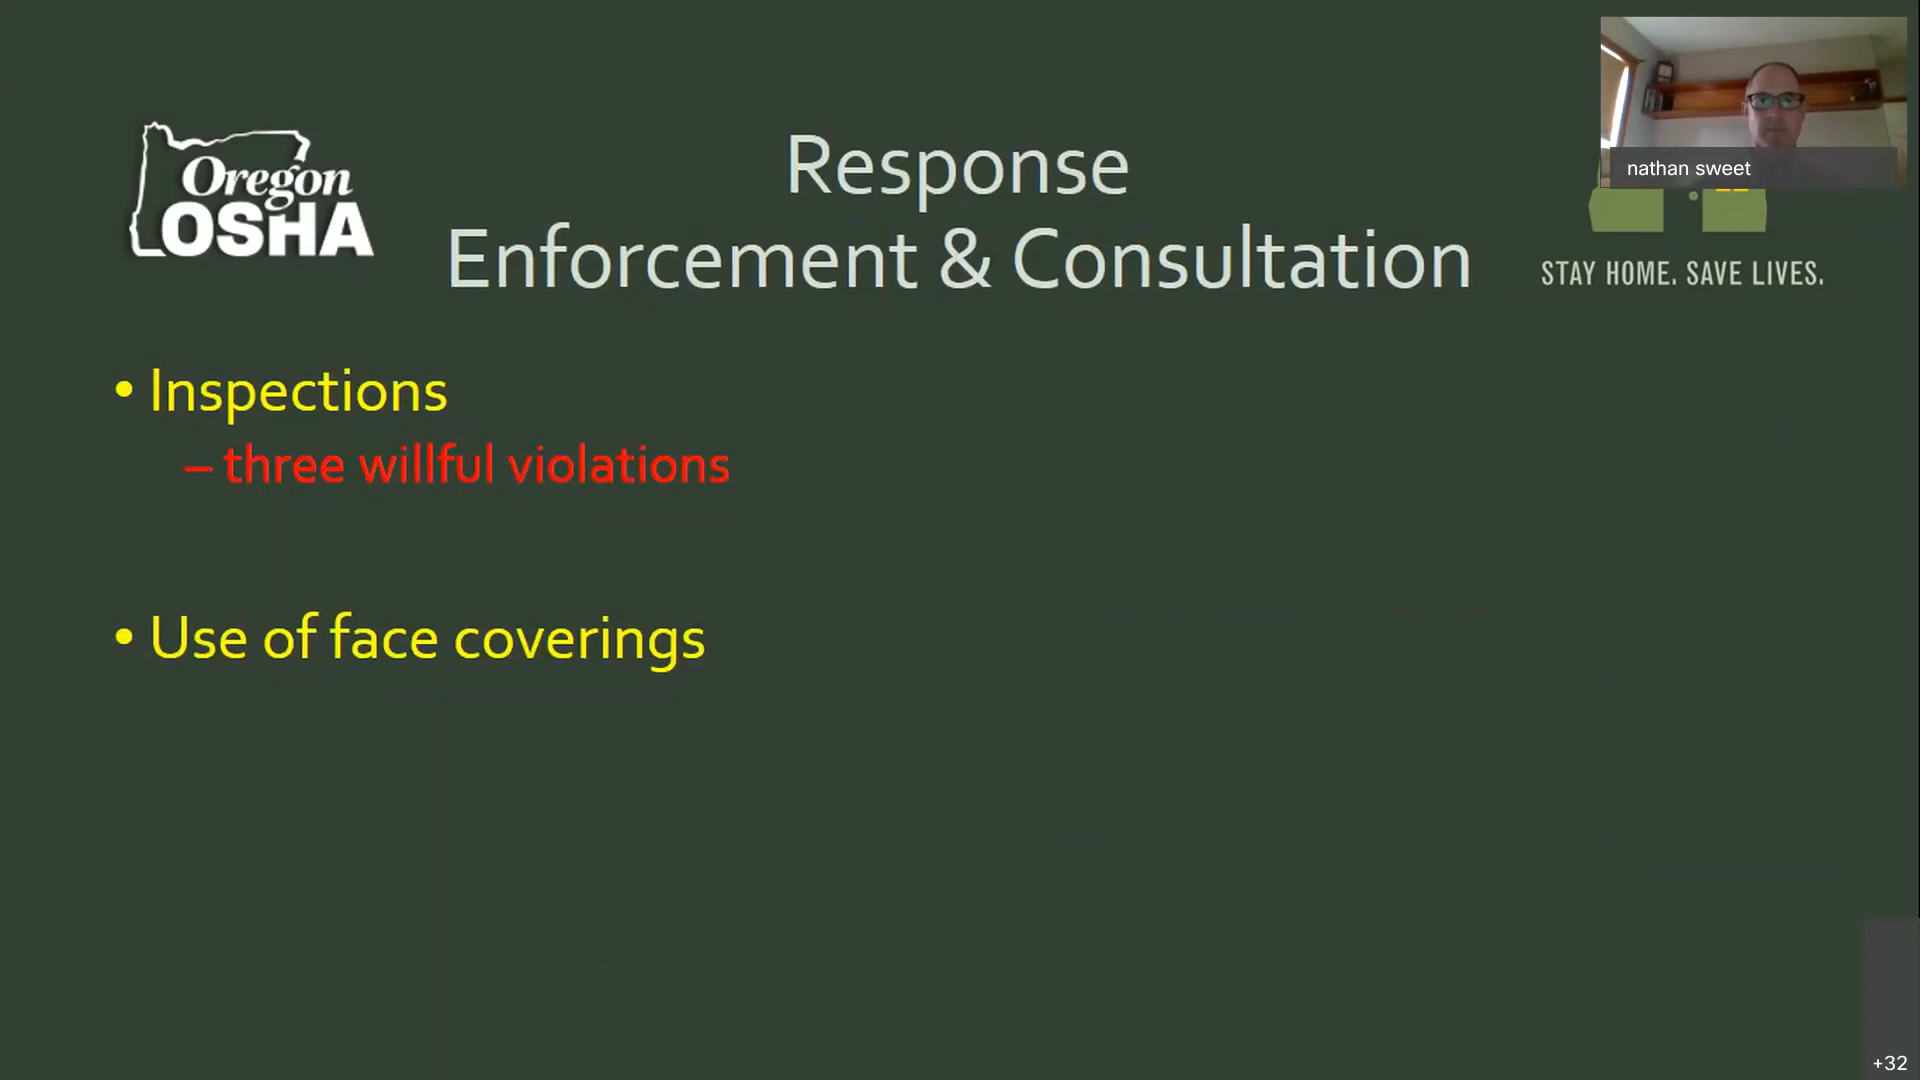 nathan sweet
Oregon
OSHA
Response
Enforcement & Consultation
STAY HOME. SAVE LIVES.
• Inspections
– three willful violations
• Use of face coverings
+32